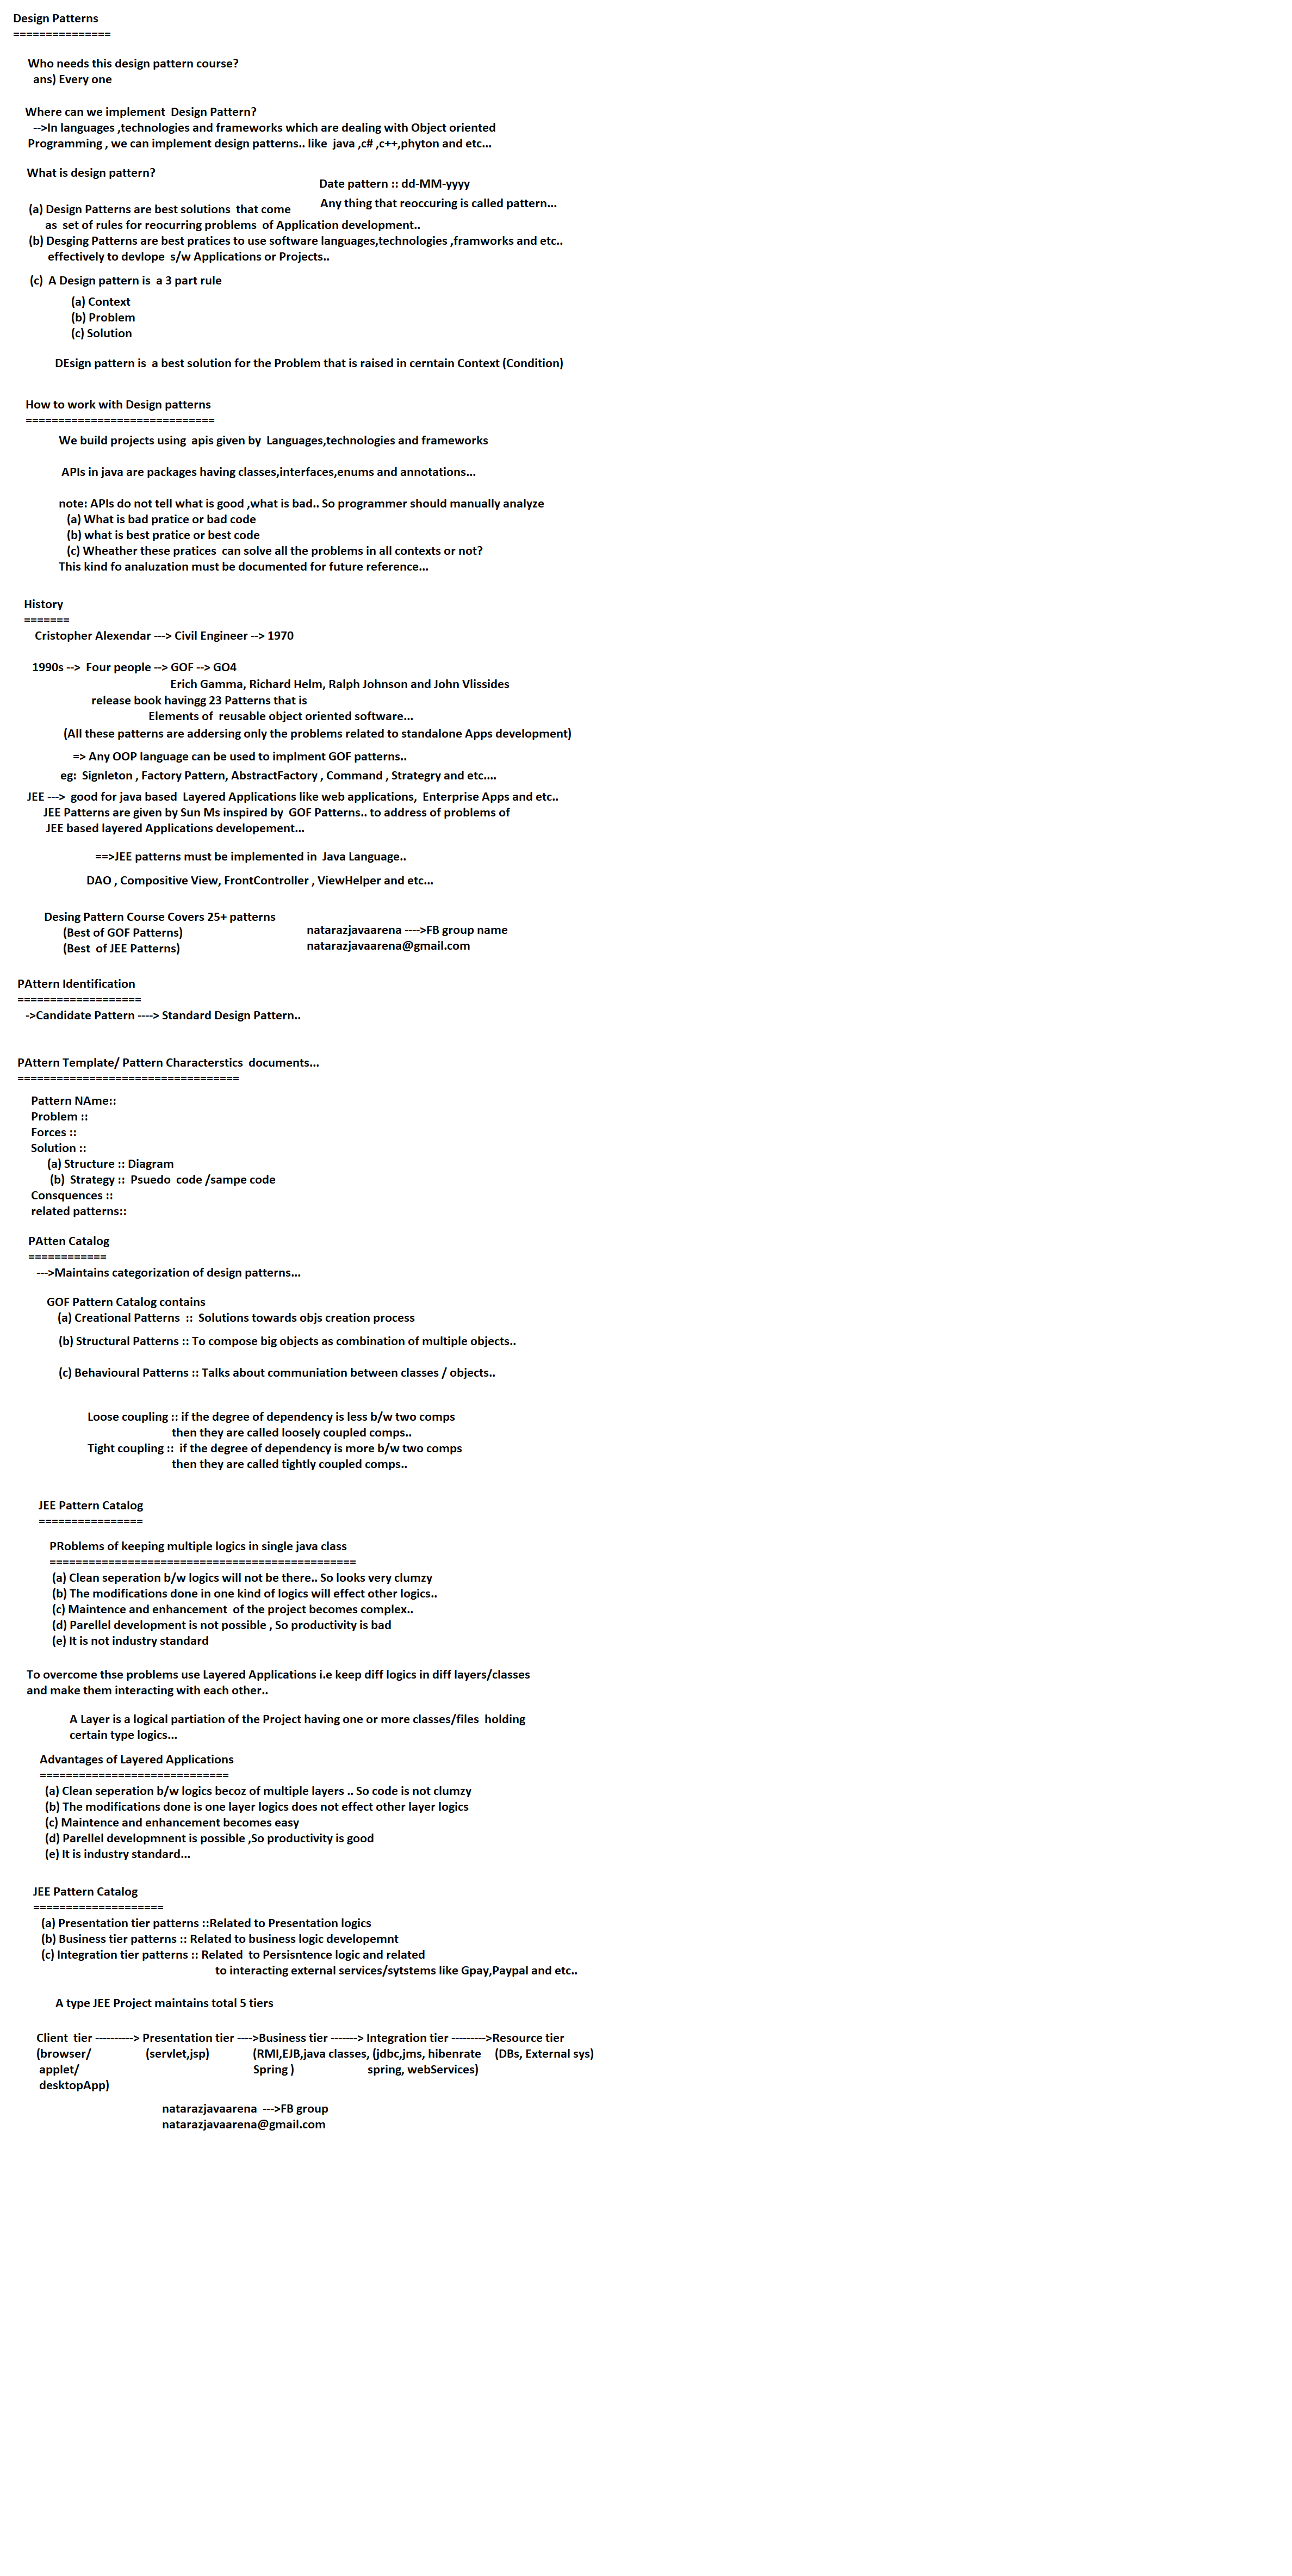 Design Patterns
===============
Who needs this design pattern course?
ans) Every one
Where can we implement  Design Pattern?
-->In languages ,technologies and frameworks which are dealing with Object oriented
Programming , we can implement design patterns.. like  java ,c# ,c++,phyton and etc...
What is design pattern?
Date pattern :: dd-MM-yyyy
Any thing that reoccuring is called pattern...
(a) Design Patterns are best solutions  that come
as  set of rules for reocurring problems  of Application development..
(b) Desging Patterns are best pratices to use software languages,technologies ,framworks and etc..
effectively to devlope  s/w Applications or Projects..
(c)  A Design pattern is  a 3 part rule
(a) Context
(b) Problem
(c) Solution
DEsign pattern is  a best solution for the Problem that is raised in cerntain Context (Condition)
How to work with Design patterns
=============================
We build projects using  apis given by  Languages,technologies and frameworks
APIs in java are packages having classes,interfaces,enums and annotations...
note: APIs do not tell what is good ,what is bad.. So programmer should manually analyze
(a) What is bad pratice or bad code
(b) what is best pratice or best code
(c) Wheather these pratices  can solve all the problems in all contexts or not?
This kind fo analuzation must be documented for future reference...
History
=======
Cristopher Alexendar ---> Civil Engineer --> 1970
1990s -->  Four people --> GOF --> GO4
Erich Gamma, Richard Helm, Ralph Johnson and John Vlissides
release book havingg 23 Patterns that is
Elements of  reusable object oriented software...
(All these patterns are addersing only the problems related to standalone Apps development)
=> Any OOP language can be used to implment GOF patterns..
eg:  Signleton , Factory Pattern, AbstractFactory , Command , Strategry and etc....
JEE --->  good for java based  Layered Applications like web applications,  Enterprise Apps and etc..
JEE Patterns are given by Sun Ms inspired by  GOF Patterns.. to address of problems of
JEE based layered Applications developement...
==>JEE patterns must be implemented in  Java Language..
DAO , Compositive View, FrontController , ViewHelper and etc...
Desing Pattern Course Covers 25+ patterns
(Best of GOF Patterns)
(Best  of JEE Patterns)
natarazjavaarena ---->FB group name
natarazjavaarena@gmail.com
PAttern Identification
===================
->Candidate Pattern ----> Standard Design Pattern..
PAttern Template/ Pattern Characterstics  documents...
==================================
Pattern NAme::
Problem ::
Forces ::
Solution ::
(a) Structure :: Diagram
(b)  Strategy ::  Psuedo  code /sampe code
Consquences ::
related patterns::
PAtten Catalog
============
--->Maintains categorization of design patterns...
GOF Pattern Catalog contains
(a) Creational Patterns  ::  Solutions towards objs creation process
(b) Structural Patterns :: To compose big objects as combination of multiple objects..
(c) Behavioural Patterns :: Talks about communiation between classes / objects..
Loose coupling :: if the degree of dependency is less b/w two comps
then they are called loosely coupled comps..
Tight coupling ::  if the degree of dependency is more b/w two comps
then they are called tightly coupled comps..
JEE Pattern Catalog
================
PRoblems of keeping multiple logics in single java class
===============================================
(a) Clean seperation b/w logics will not be there.. So looks very clumzy
(b) The modifications done in one kind of logics will effect other logics..
(c) Maintence and enhancement  of the project becomes complex..
(d) Parellel development is not possible , So productivity is bad
(e) It is not industry standard
To overcome thse problems use Layered Applications i.e keep diff logics in diff layers/classes
and make them interacting with each other..
A Layer is a logical partiation of the Project having one or more classes/files  holding
certain type logics...
Advantages of Layered Applications
=============================
(a) Clean seperation b/w logics becoz of multiple layers .. So code is not clumzy
(b) The modifications done is one layer logics does not effect other layer logics
(c) Maintence and enhancement becomes easy
(d) Parellel developmnent is possible ,So productivity is good
(e) It is industry standard...
JEE Pattern Catalog
====================
(a) Presentation tier patterns ::Related to Presentation logics
(b) Business tier patterns :: Related to business logic developemnt
(c) Integration tier patterns :: Related  to Persisntence logic and related
to interacting external services/sytstems like Gpay,Paypal and etc..
A type JEE Project maintains total 5 tiers
Client  tier ----------> Presentation tier ---->Business tier -------> Integration tier --------->Resource tier
(browser/ (servlet,jsp) (RMI,EJB,java classes, (jdbc,jms, hibenrate (DBs, External sys)
applet/ Spring ) spring, webServices)
desktopApp)
natarazjavaarena  --->FB group
natarazjavaarena@gmail.com